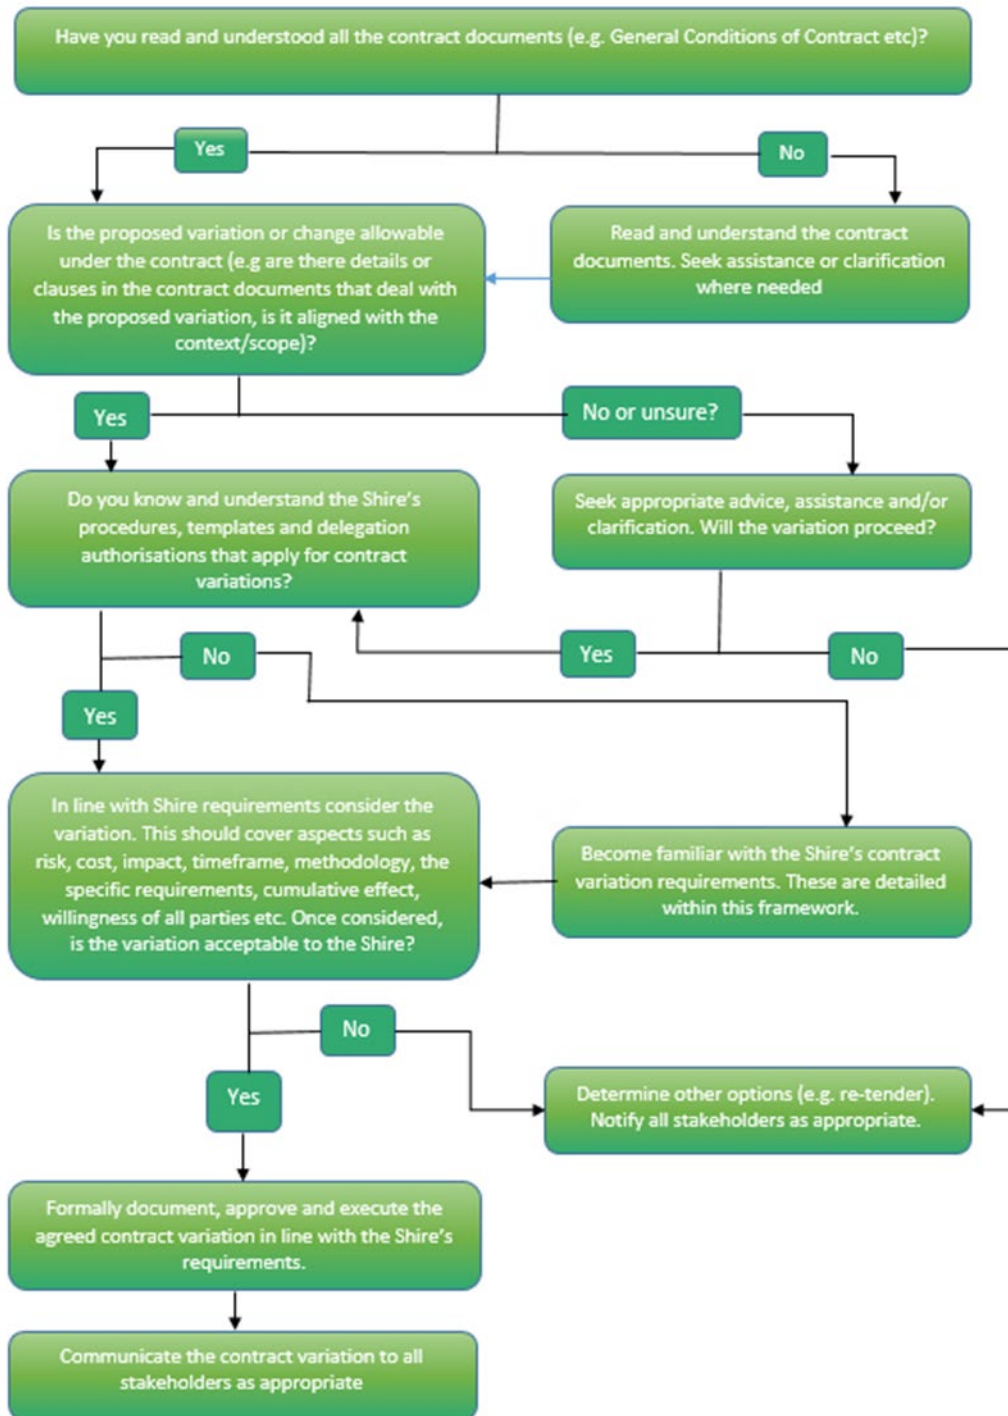 Have you read and understood all the contract documents (e.g. General Conditions of Contract etc)?
Yes
No
Is the proposed variation or change allowable
under the contract (e.g are there details or
clauses in the contract documents that deal with
the proposed variation, is it aligned with the
context/scope)?
Read and understand the contract
documents. Seek assistance or clarification
where needed
Yes
No or unsure?
Do you know and understand the Shire's
procedures, templates and delegation
authorisations that apply for contract
variations?
Seek appropriate advice, assistance and/or
clarification. Will the variation proceed?
Yes
No
No
Yes
In line with Shire requirements consider the
variation. This should cover aspects such as
risk, cost, impact, timeframe, methodology, the
specific requirements, cumulative effect,
willingness of all parties etc. Once considered,
is the variation acceptable to the Shire?
Become familiar with the Shire's contract
variation requirements. These are detailed
within this framework.
No
Yes
Determine other options (e.g. re-tender).
Notify all stakeholders as appropriate.
Formally document, approve and execute the
agreed contract variation in line with the Shire's
requirements.
Communicate the contract variation to all
stakeholders as appropriate